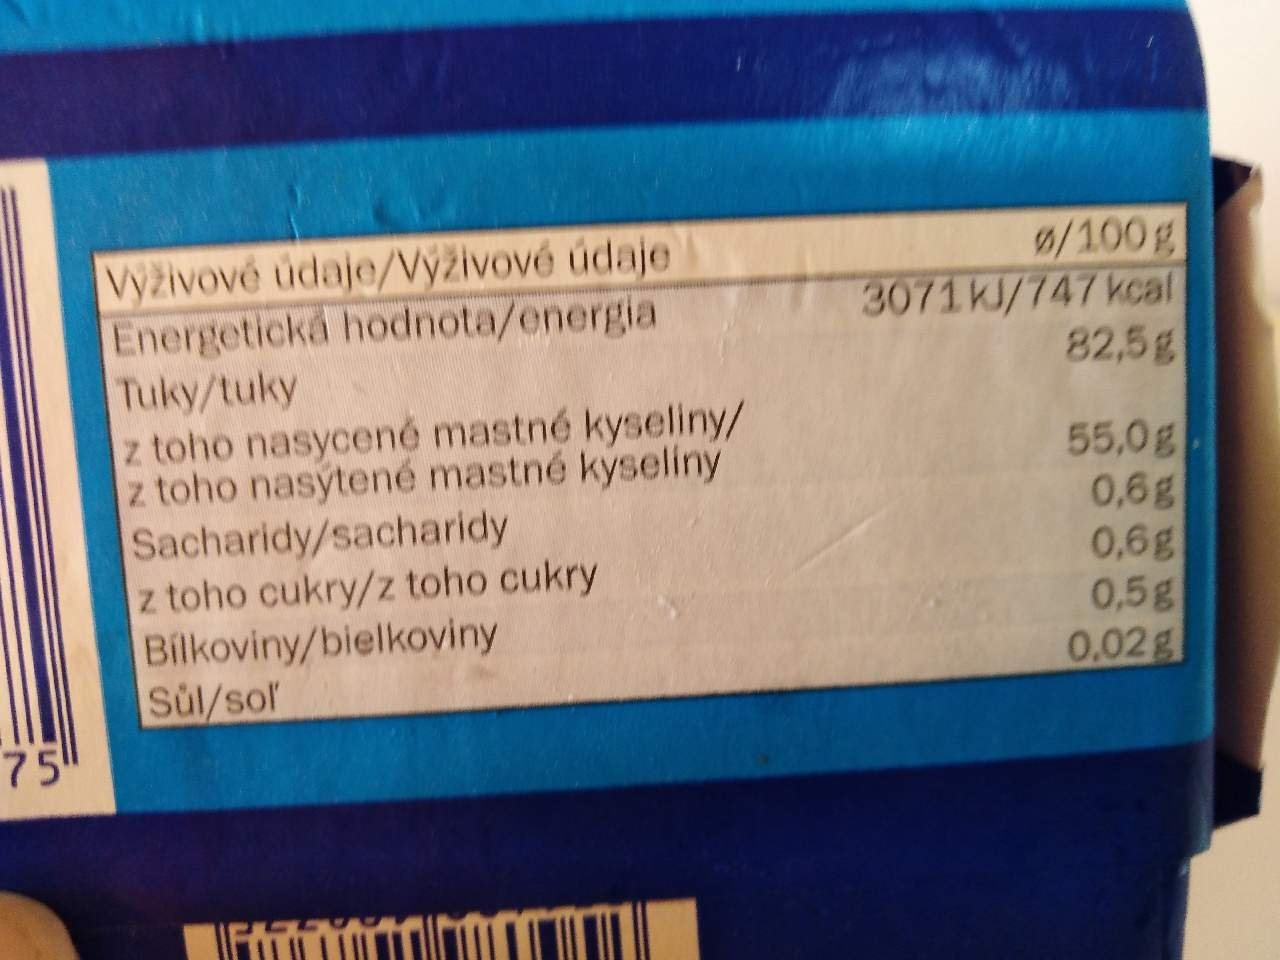 Výživové údaje/Výživové údaje ø/100 g
Energetická hodnota/energia 3071 kJ/747 kcal
Tuky/tuky 82,5 g
z toho nasycené mastné kyseliny/
z toho nasýtené mastné kyseliny 55,0 g
Sacharidy/sacharidy 0,6 g
z toho cukry/z toho cukry 0,6 g
Bílkoviny/bielkoviny 0,5 g
Sůl/soľ 0,02 g
75